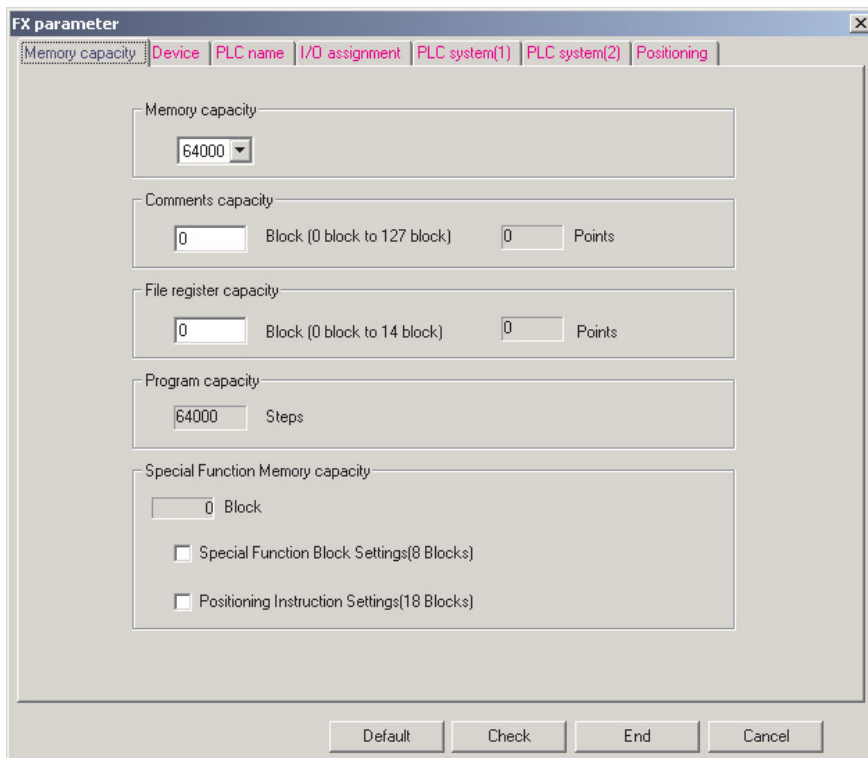 FX parameter
Memory capacity Device PLC name I/O assignment PLC system(1) PLC system(2) Positioning
Memory capacity
64000
Comments capacity
0 Block (0 block to 127 block) 0 Points
File register capacity
0 Block (0 block to 14 block) 0 Points
Program capacity
64000 Steps
Special Function Memory capacity
0 Block
Special Function Block Settings(8 Blocks)
Positioning Instruction Settings(18 Blocks)
Default Check End Cancel